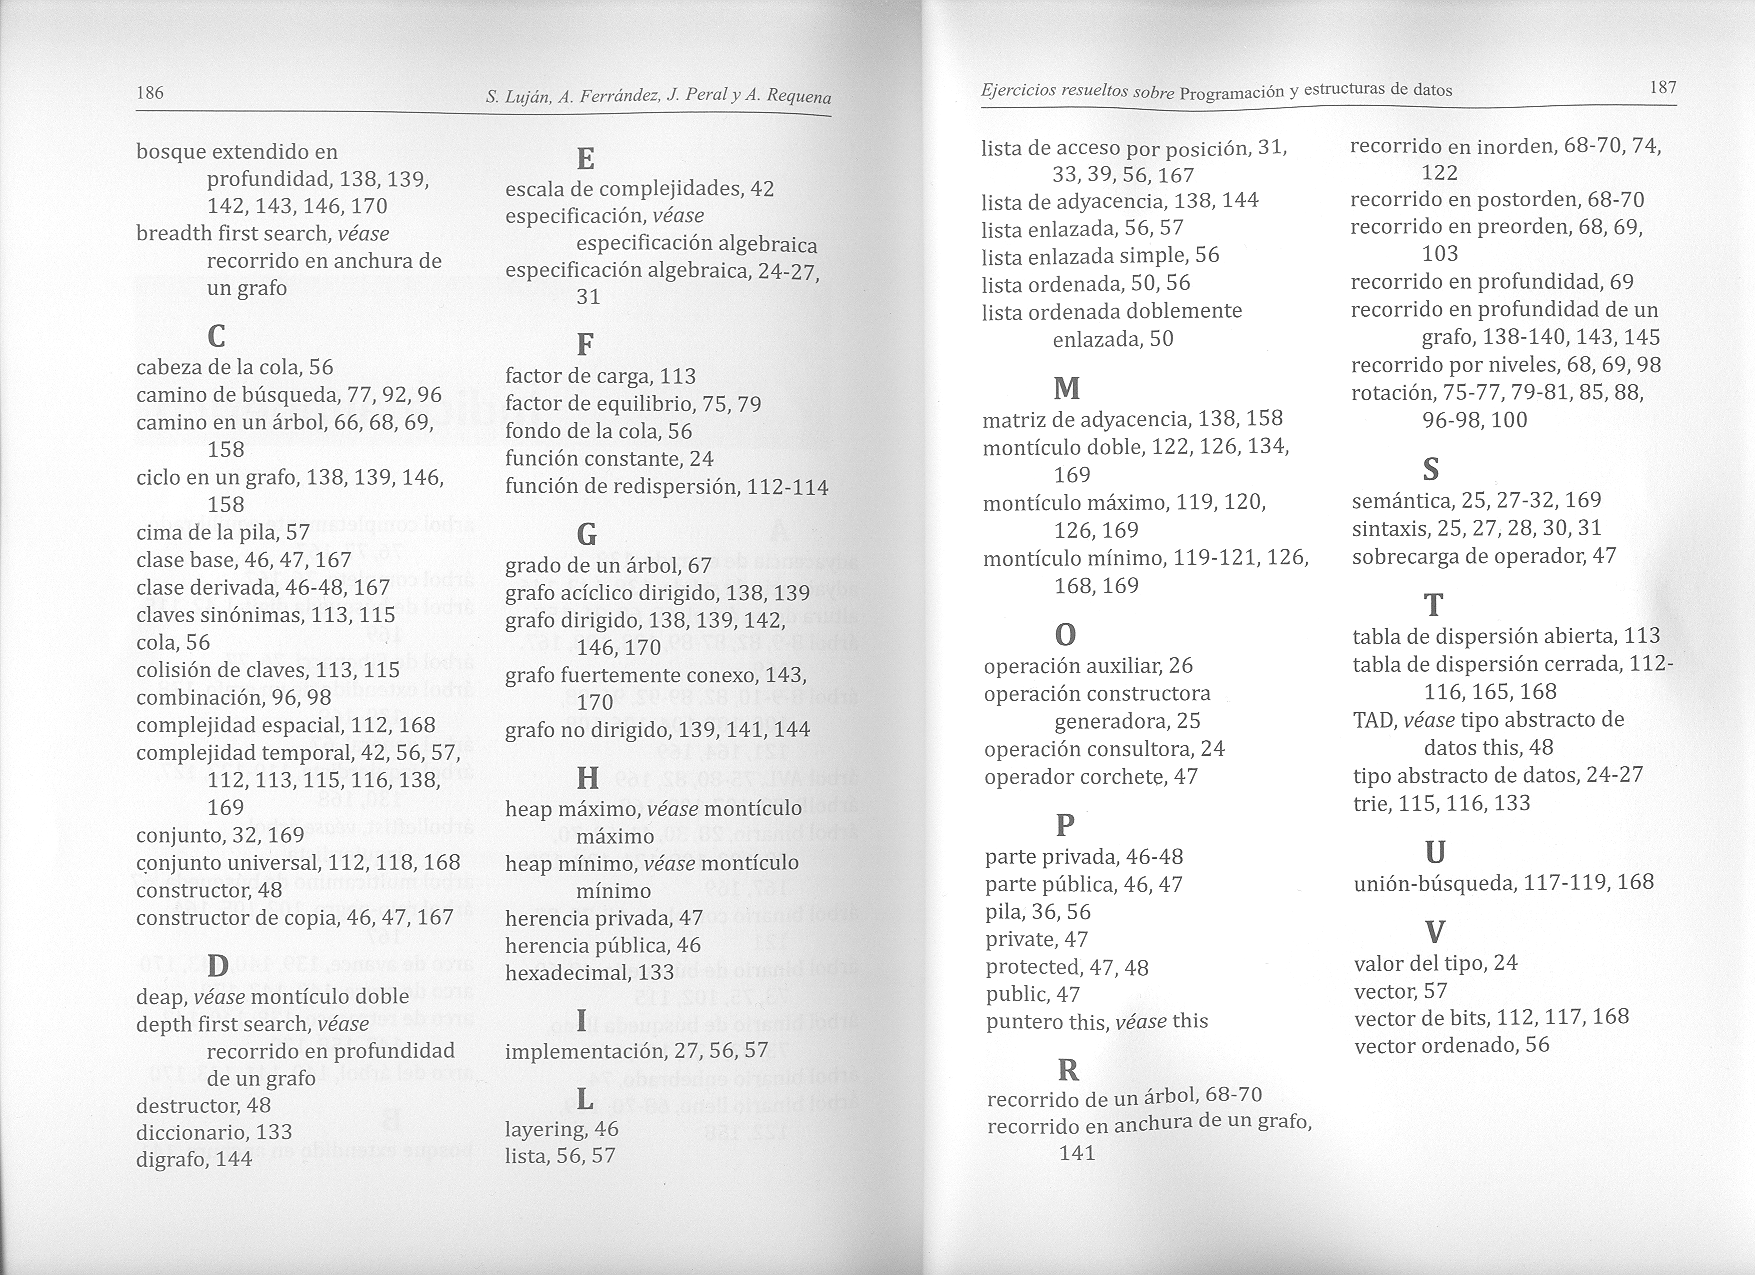 186
S. Luján, A. Ferrández, J. Peral y A. Requena
bosque extendido en
profundidad, 138, 139,
142, 143, 146, 170
breadth first search, véase
recorrido en anchura de
un grafo
C
cabeza de la cola, 56
camino de búsqueda, 77, 92, 96
camino en un árbol, 66, 68, 69,
158
ciclo en un grafo, 138, 139, 146,
158
cima de la pila, 57
clase base, 46, 47, 167
clase derivada, 46-48, 167
claves sinónimas, 113, 115
cola, 56
colisión de claves, 113, 115
combinación, 96, 98
complejidad espacial, 112, 168
complejidad temporal, 42, 56, 57,
112, 113, 115, 116, 138,
169
conjunto, 32, 169
conjunto universal, 112, 118, 168
constructor, 48
constructor de copia, 46, 47, 167
D
deap, véase montículo doble
depth first search, véase
recorrido en profundidad
de un grafo
destructor, 48
diccionario, 133
digrafo, 144
E
escala de complejidades, 42
especificación, véase
especificación algebraica
especificación algebraica, 24-27,
31
F
factor de carga, 113
factor de equilibrio, 75, 79
fondo de la cola, 56
función constante, 24
función de redispersión, 112-114
G
grado de un árbol, 67
grafo acíclico dirigido, 138, 139
grafo dirigido, 138, 139, 142,
146, 170
grafo fuertemente conexo, 143,
170
grafo no dirigido, 139, 141, 144
H
heap máximo, véase montículo
máximo
heap mínimo, véase montículo
mínimo
herencia privada, 47
herencia pública, 46
hexadecimal, 133
I
implementación, 27, 56, 57
L
layering, 46
lista, 56, 57
Ejercicios resueltos sobre Programación y estructuras de datos
187
lista de acceso por posición, 31,
33, 39, 56, 167
lista de adyacencia, 138, 144
lista enlazada, 56, 57
lista enlazada simple, 56
lista ordenada, 50, 56
lista ordenada doblemente
enlazada, 50
M
matriz de adyacencia, 138, 158
montículo doble, 122, 126, 134,
169
montículo máximo, 119, 120,
126, 169
montículo mínimo, 119-121, 126,
168, 169
O
operación auxiliar, 26
operación constructora
generadora, 25
operación consultora, 24
operador corchete, 47
P
parte privada, 46-48
parte pública, 46, 47
pila, 36, 56
private, 47
protected, 47, 48
public, 47
puntero this, véase this
R
recorrido de un árbol, 68-70
recorrido en anchura de un grafo,
141
recorrido en inorden, 68-70, 74,
122
recorrido en postorden, 68-70
recorrido en preorden, 68, 69,
103
recorrido en profundidad, 69
recorrido en profundidad de un
grafo, 138-140, 143, 145
recorrido por niveles, 68, 69, 98
rotación, 75-77, 79-81, 85, 88,
96-98, 100
S
semántica, 25, 27-32, 169
sintaxis, 25, 27, 28, 30, 31
sobrecarga de operador, 47
T
tabla de dispersión abierta, 113
tabla de dispersión cerrada, 112-
116, 165, 168
TAD, véase tipo abstracto de
datos this, 48
tipo abstracto de datos, 24-27
trie, 115, 116, 133
U
unión-búsqueda, 117-119, 168
V
valor del tipo, 24
vector, 57
vector de bits, 112, 117, 168
vector ordenado, 56